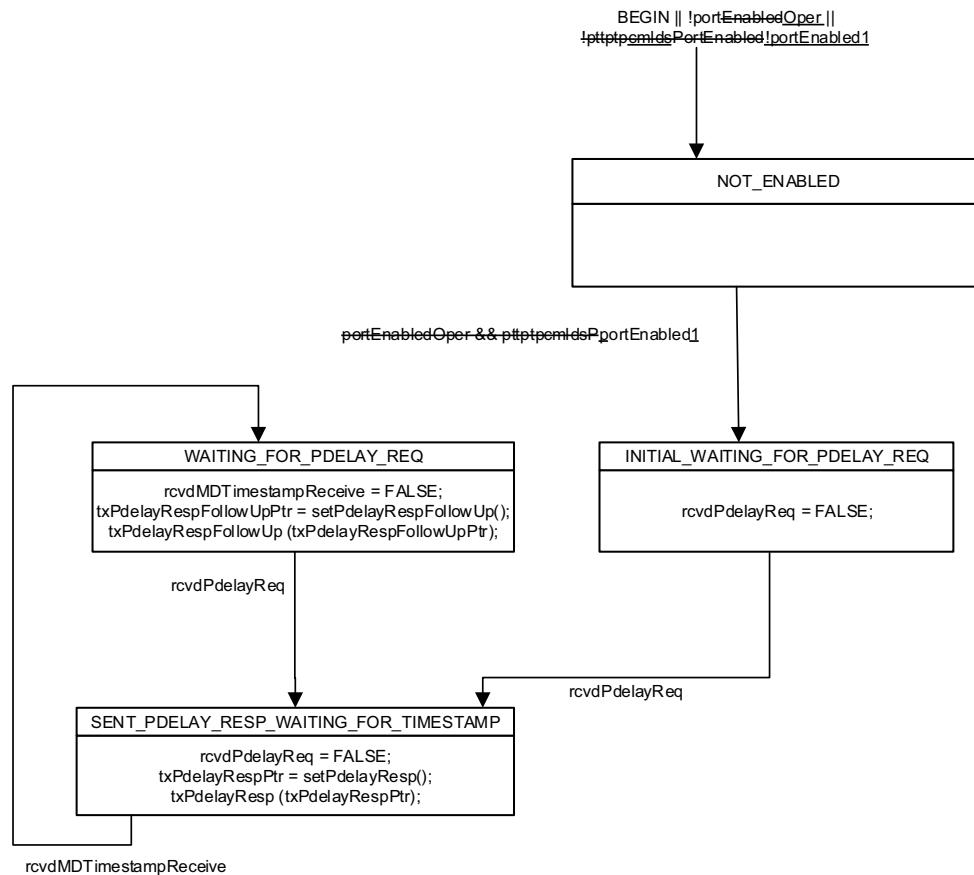 BEGIN || !portEnabledOper ||
!pttptpcmldsPortEnabled!portEnabled1
NOT_ENABLED
portEnabledOper && pttptpcmldsPportEnabled1
WAITING_FOR_PDELAY_REQ
rcvdMDTimestampReceive = FALSE;
txPdelayRespFollowUpPtr = setPdelayRespFollowUp();
txPdelayRespFollowUp (txPdelayRespFollowUpPtr);
INITIAL_WAITING_FOR_PDELAY_REQ
rcvdPdelayReq = FALSE;
rcvdPdelayReq
rcvdPdelayReq
SENT_PDELAY_RESP_WAITING_FOR_TIMESTAMP
rcvdPdelayReq = FALSE;
txPdelayRespPtr = setPdelayResp();
txPdelayResp (txPdelayRespPtr);
rcvdMDTimestampReceive